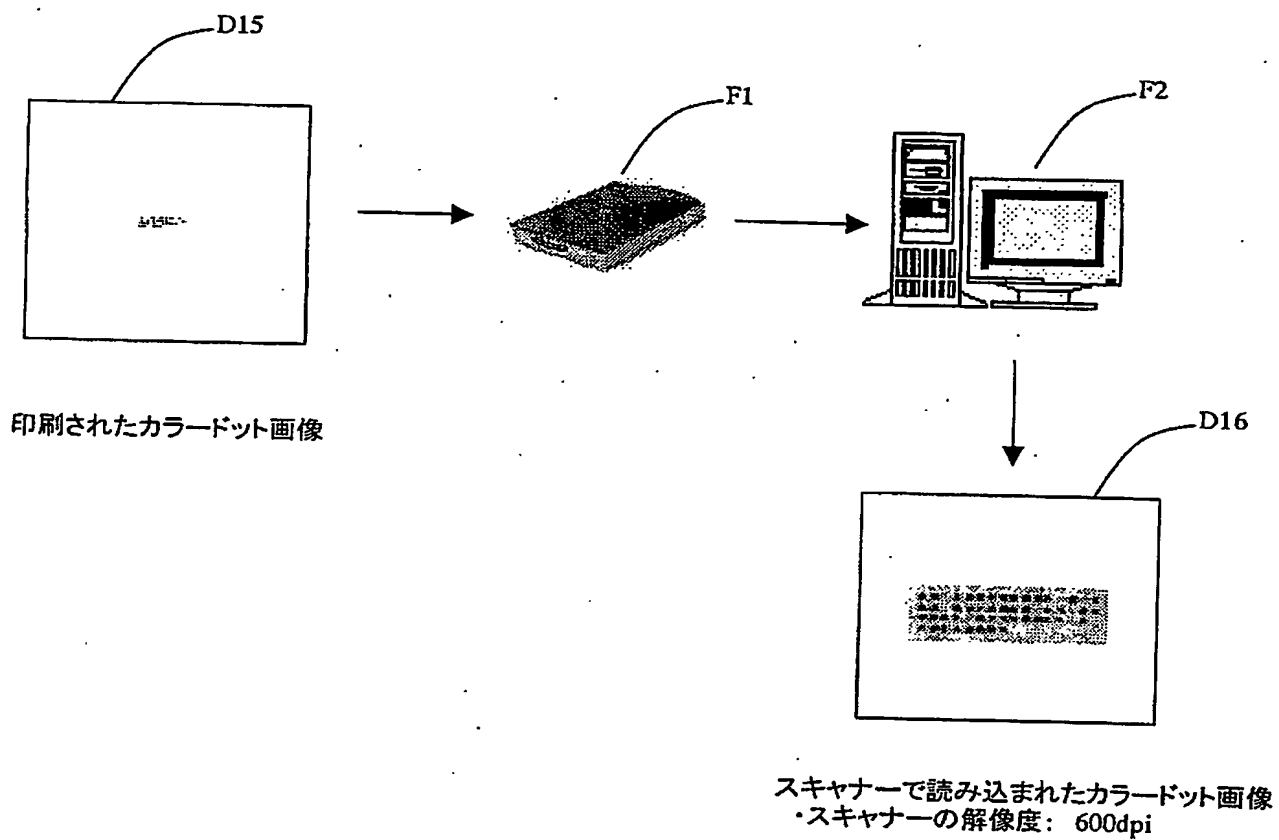 D15
F1
F2
印刷されたカラードット画像
D16
スキャナーで読み込まれたカラードット画像
・スキャナーの解像度： 600dpi